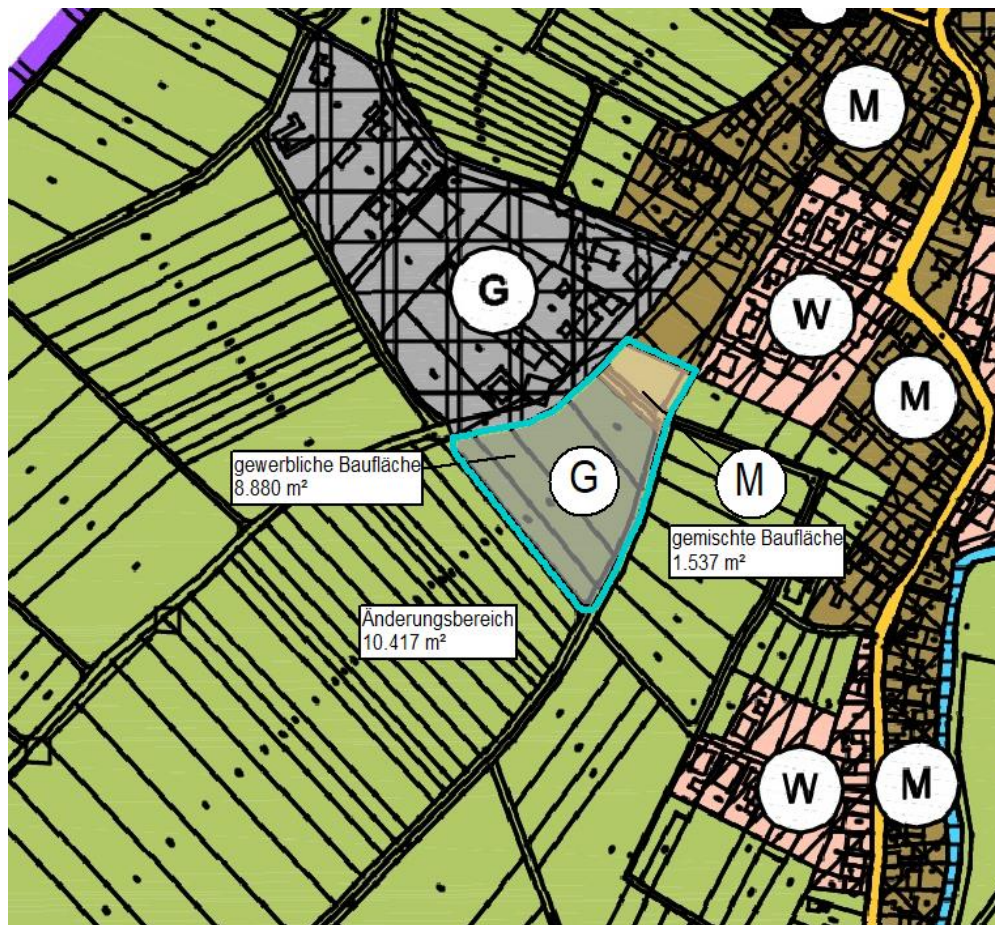 M
G
W
M
gewerbliche Baufläche
8.880 m²
G
M
gemischte Baufläche
1.537 m²
Änderungsbereich
10.417 m²
W
M